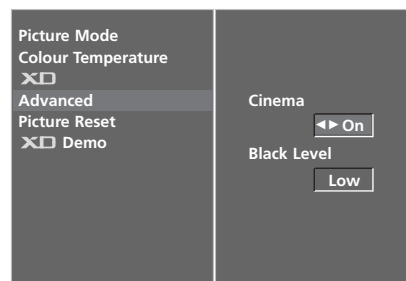 Picture Mode
Colour Temperature
XD
Advanced
Picture Reset
XD Demo
Cinema
◄► On
Black Level
Low